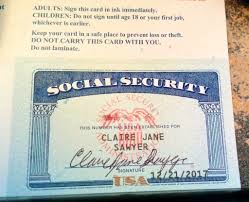 ADULTS: Sign this card in ink immediately.
CHILDREN: Do not sign until age 18 or your first job,
whichever is earlier.
Keep your card in a safe place to prevent loss or theft.
DO NOT CARRY THIS CARD WITH YOU.
Do not laminate.
SOCIAL SECURITY
SOCIAL SECURITY
THIS NUMBER HAS BEEN ESTABLISHED FOR
CLAIRE JANE
SAWYER
Claire Jane Sawyer
SIGNATURE
USA 12/21/2017